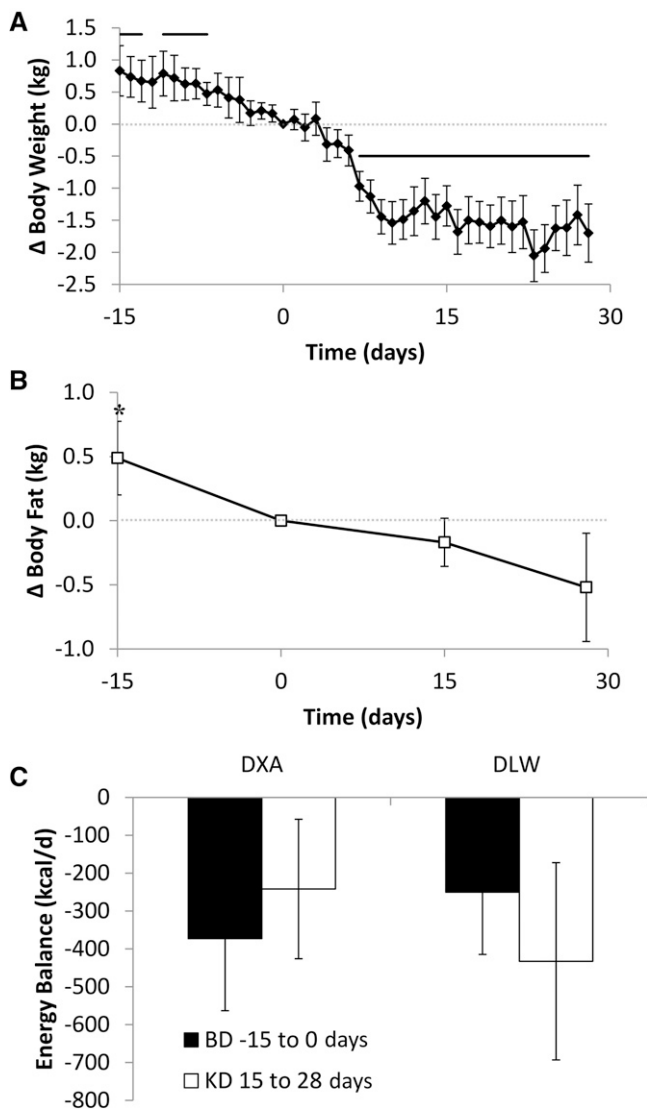 A
Δ Body Weight (kg)
1.5
1.0
0.5
0.0
-0.5
-1.0
-1.5
-2.0
-2.5
-15
0
15
30
Time (days)
B
Δ Body Fat (kg)
1.0
*
0.5
0.0
-0.5
-1.0
-15
0
15
30
Time (days)
C
DXA
DLW
Energy Balance (kcal/d)
0
-100
-200
-300
-400
-500
-600
-700
-800
BD -15 to 0 days
KD 15 to 28 days